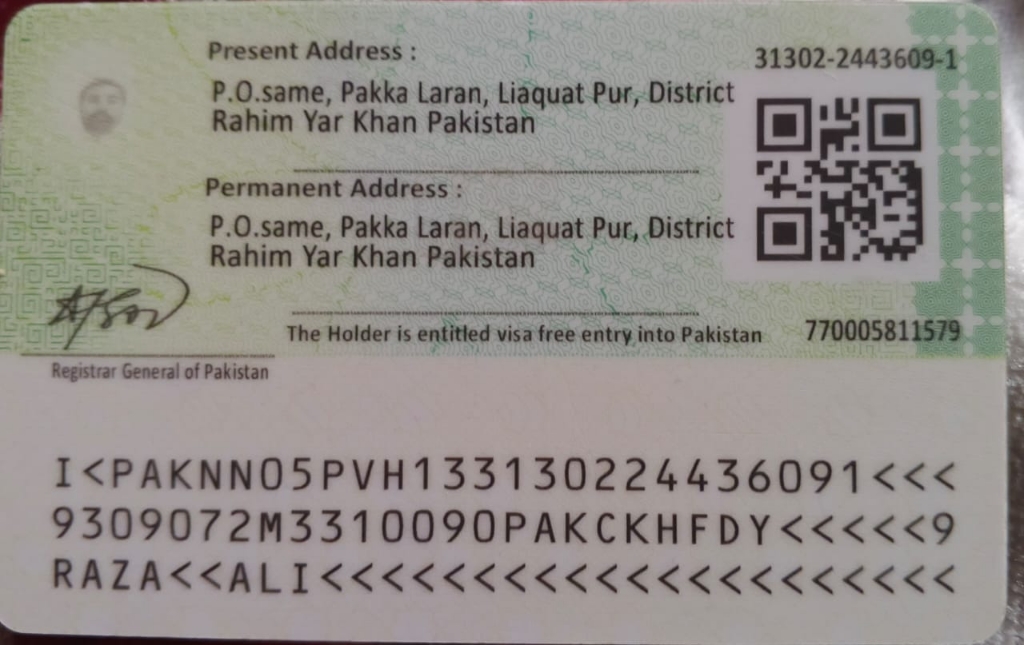 Present Address :
31302-2443609-1
P.O.same, Pakka Laran, Liaquat Pur, District
Rahim Yar Khan Pakistan
Permanent Address :
P.O.same, Pakka Laran, Liaquat Pur, District
Rahim Yar Khan Pakistan
The Holder is entitled visa free entry into Pakistan
770005811579
Registrar General of Pakistan
I<PAKNNO5PVH1331302244436091<<<
9309072M3310090PAKCKHFDY<<<<<9
RAZA<<ALI<<<<<<<<<<<<<<<<<<<<<